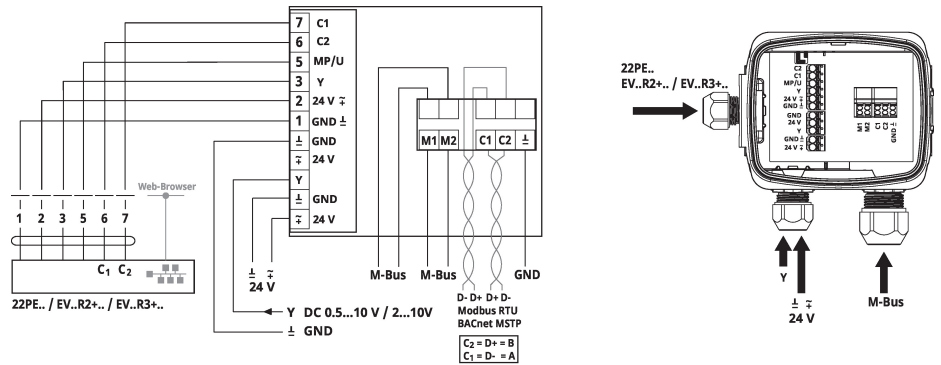 7 C1
6 C2
5 MP/U
3 Y
2 24 V
1 GND ⊥
⊥ GND
24 V
Y
⊥ GND
24 V
M1 M2 C1 C2 ⊥
Web-Browser
1 2 3 5 6 7
C1 C2
22PE.. / EV..R2+.. / EV..R3+..
⊥
24 V
M-Bus M-Bus GND
D- D+ D+ D-
Modbus RTU
BACnet MSTP
Y DC 0.5...10 V / 2...10V
⊥ GND
C2 = D+ = B
C1 = D- = A
22PE..
EV..R2+.. / EV..R3+..
C2
C1
MP/U
Y
24 V
GND ⊥
GND
24 V
Y
GND ⊥
24 V
M1
M2
C1
C2
GND ⊥
Y
⊥
24 V
M-Bus